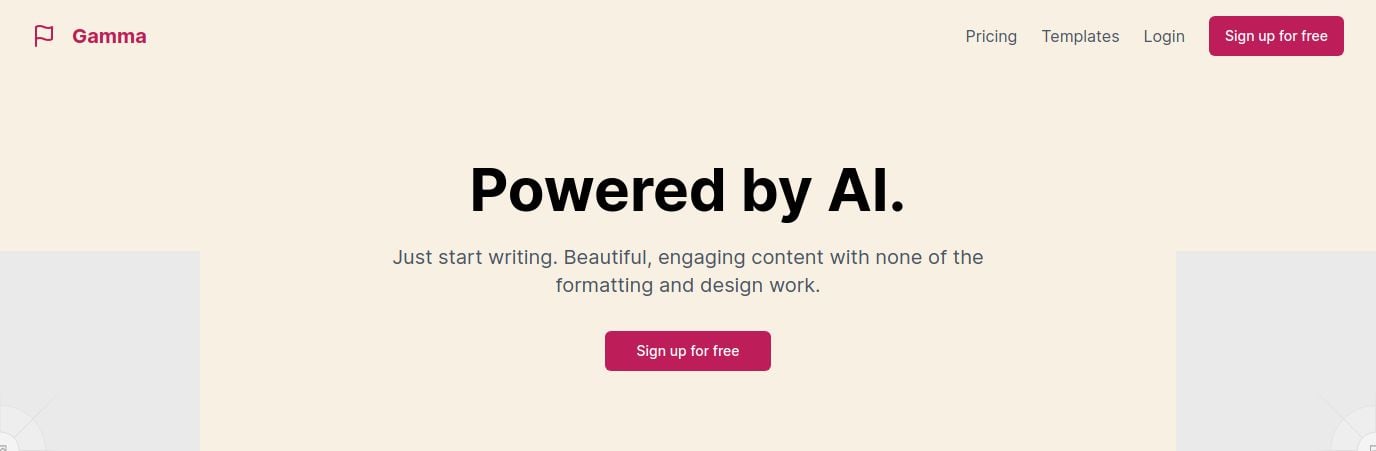 Gamma
Pricing
Templates
Login
Sign up for free
Powered by AI.
Just start writing. Beautiful, engaging content with none of the
formatting and design work.
Sign up for free